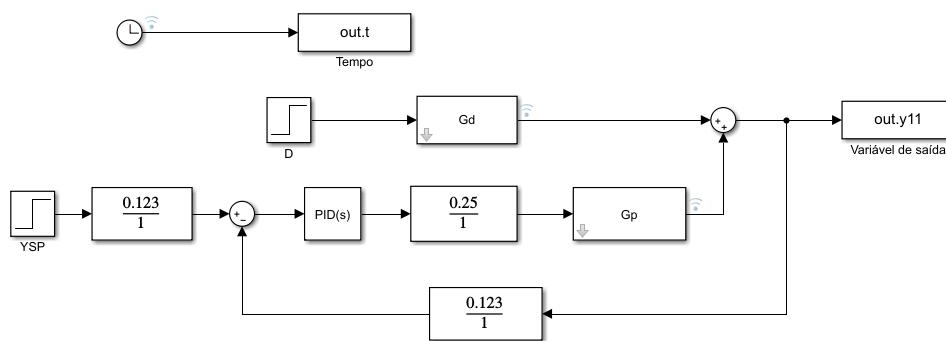 out.t
Tempo
Gd
D
out.y11
Variável de saída
YSP
0.123
1
+
-
PID(s)
0.25
1
Gp
+
+
0.123
1